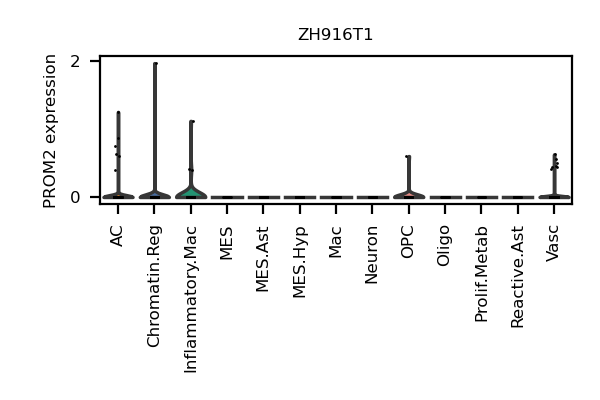 ZH916T1
PROM2 expression
2
0
AC
Chromatin.Reg
Inflammatory.Mac
MES
MES.Ast
MES.Hyp
Mac
Neuron
OPC
Oligo
Prolif.Metab
Reactive.Ast
Vasc